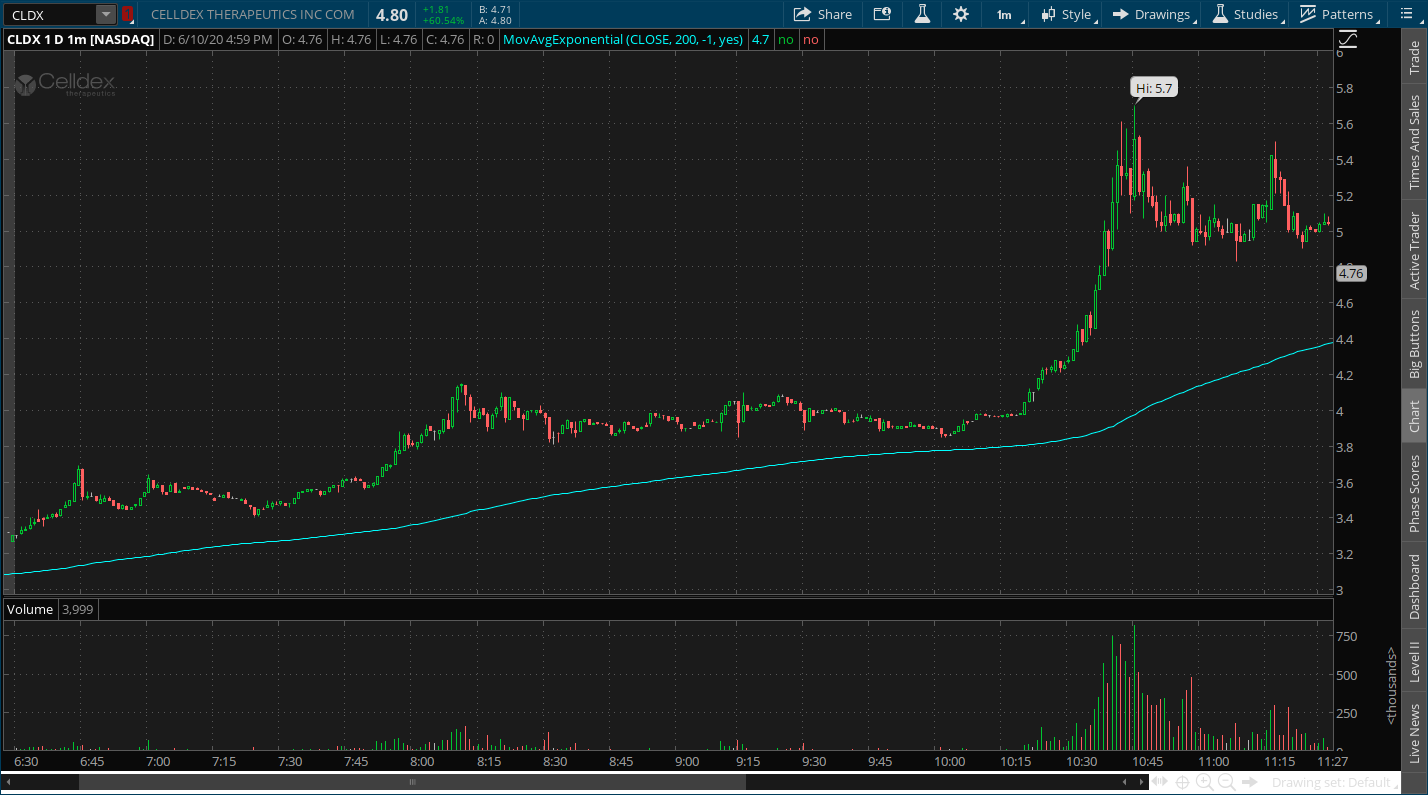 CLDX 1 CELLDEX THERAPEUTICS INC COM 4.80 +1.81 B: 4.71 Share 1m Style Drawings Studies Patterns
+60.54% A: 4.80
CLDX 1 D 1m [NASDAQ] D: 6/10/20 4:59 PM O: 4.76 H: 4.76 L: 4.76 C: 4.76 R: 0 MovAvgExponential (CLOSE, 200, -1, yes) 4.7 no no
Celldex
therapeutics
Hi: 5.7
6
5.8
5.6
5.4
5.2
5
4.76
4.6
4.4
4.2
4
3.8
3.6
3.4
3.2
3
Volume 3,999
750
500
250
0
<thousands>
6:30 6:45 7:00 7:15 7:30 7:45 8:00 8:15 8:30 8:45 9:00 9:15 9:30 9:45 10:00 10:15 10:30 10:45 11:00 11:15 11:27
Drawing set: Default
Trade
Times And Sales
Active Trader
Big Buttons
Chart
Phase Scores
Dashboard
Level II
Live News